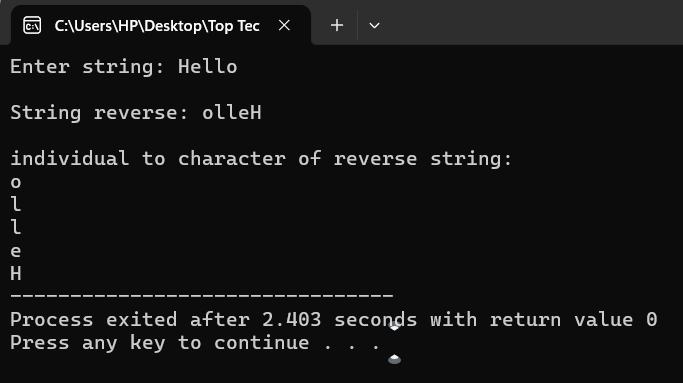 C:\Users\HP\Desktop\Top Tec
Enter string: Hello
String reverse: olleH
individual to character of reverse string:
o
l
l
e
H
--------------------------------
Process exited after 2.403 seconds with return value 0
Press any key to continue . . .